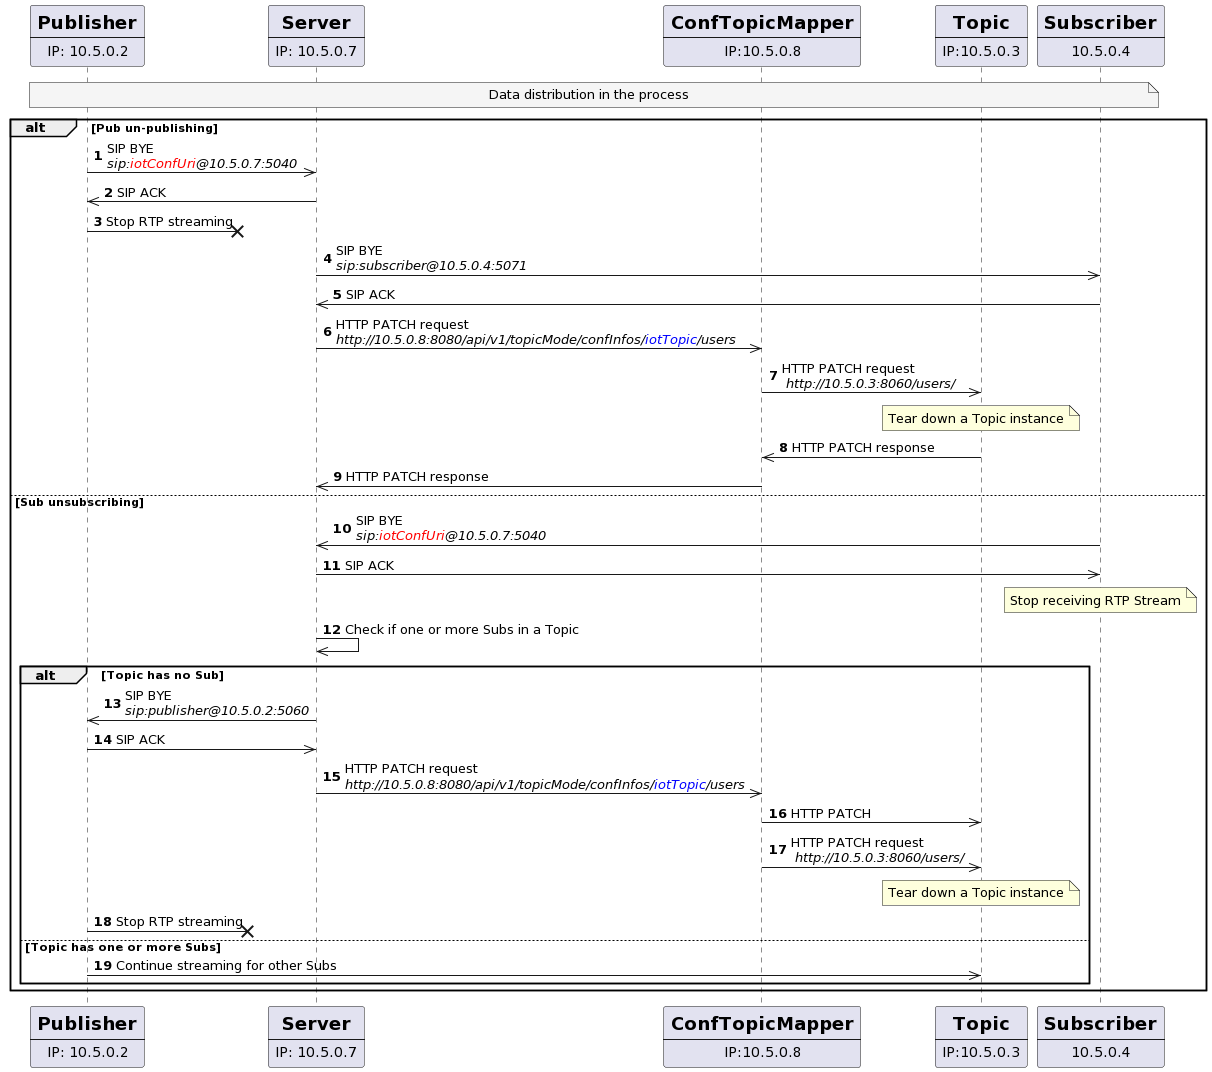 Publisher
IP: 10.5.0.2
Server
IP: 10.5.0.7
ConfTopicMapper
IP:10.5.0.8
Topic
IP:10.5.0.3
Subscriber
10.5.0.4
Data distribution in the process
alt [Pub un-publishing]
1 SIP BYE
sip:iotConfUri@10.5.0.7:5040
2 SIP ACK
3 Stop RTP streaming
4 SIP BYE
sip:subscriber@10.5.0.4:5071
5 SIP ACK
6 HTTP PATCH request
http://10.5.0.8:8080/api/v1/topicMode/confInfos/iotTopic/users
7 HTTP PATCH request
http://10.5.0.3:8060/users/
Tear down a Topic instance
8 HTTP PATCH response
9 HTTP PATCH response
[Sub unsubscribing]
10 SIP BYE
sip:iotConfUri@10.5.0.7:5040
11 SIP ACK
Stop receiving RTP Stream
12 Check if one or more Subs in a Topic
alt [Topic has no Sub]
13 SIP BYE
sip:publisher@10.5.0.2:5060
14 SIP ACK
15 HTTP PATCH request
http://10.5.0.8:8080/api/v1/topicMode/confInfos/iotTopic/users
16 HTTP PATCH
17 HTTP PATCH request
http://10.5.0.3:8060/users/
Tear down a Topic instance
18 Stop RTP streaming
[Topic has one or more Subs]
19 Continue streaming for other Subs
Publisher
IP: 10.5.0.2
Server
IP: 10.5.0.7
ConfTopicMapper
IP:10.5.0.8
Topic
IP:10.5.0.3
Subscriber
10.5.0.4